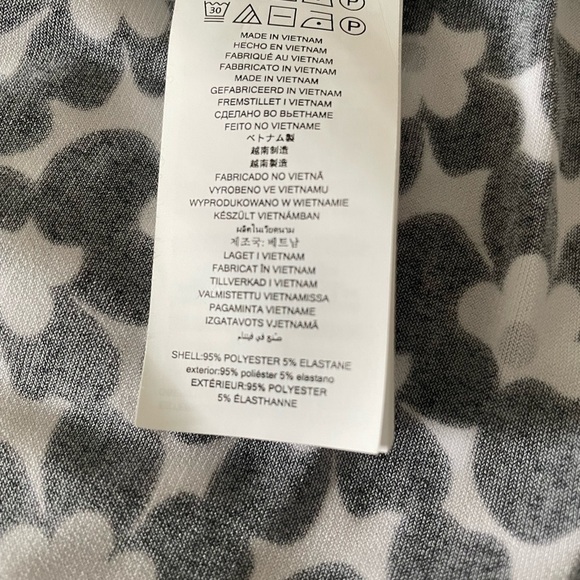 30
P
MADE IN VIETNAM
HECHO EN VIETNAM
FABRIQUÉ AU VIETNAM
FABBRICATO IN VIETNAM
MADE IN VIETNAM
GEFABRICEERD IN VIETNAM
FREMSTILLET I VIETNAM
СДЕЛАНО ВО ВЬЕТНАМЕ
FEITO NO VIETNAME
ベトナム製
越南制造
越南製造
FABRICADO NO VIETNÃ
VYROBENO VE VIETNAMU
WYPRODUKOWANO W WIETNAMIE
KÉSZÜLT VIETNÁMBAN
ผลิตในเวียดนาม
제조국: 베트남
LAGET I VIETNAM
FABRICAT ÎN VIETNAM
TILLVERKAD I VIETNAM
VALMISTETTU VIETNAMISSA
PAGAMINTA VIETNAME
IZGATAVOTS VJETNAMĀ
صنع في فيتنام
SHELL:95% POLYESTER 5% ELASTANE
exterior:95% poliéster 5% elastano
EXTÉRIEUR:95% POLYESTER
5% ÉLASTHANNE